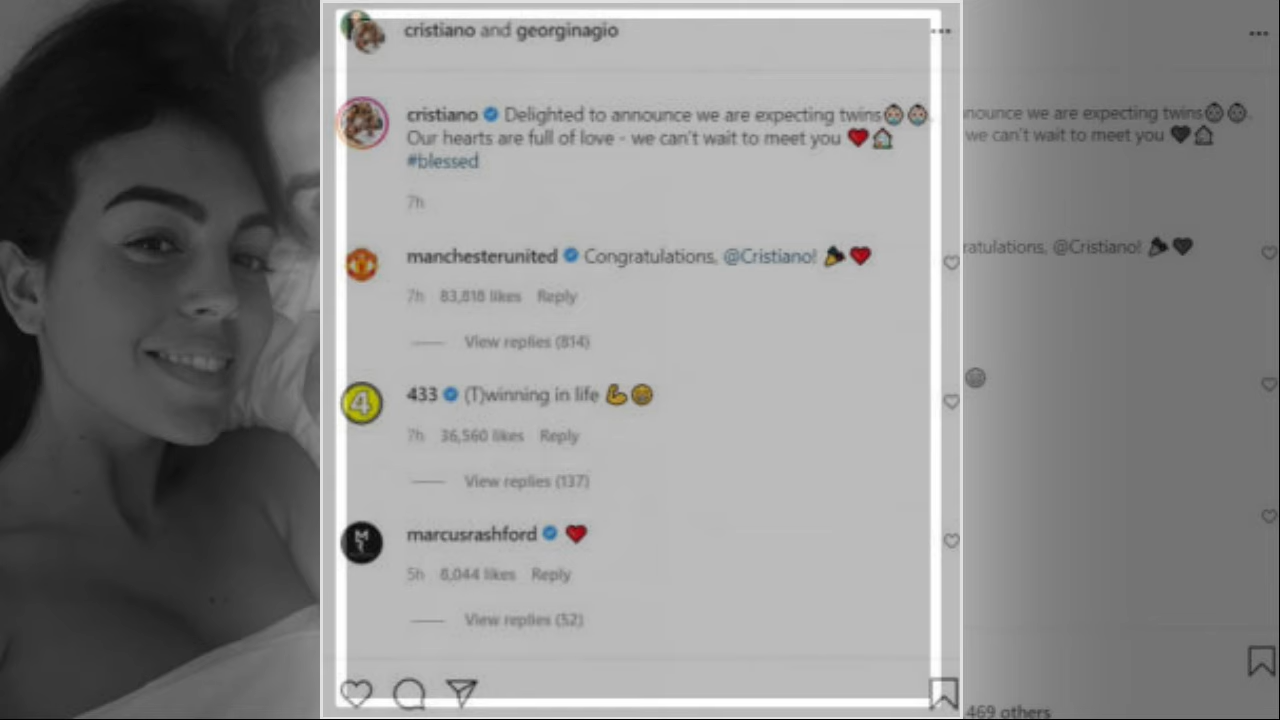 cristiano and georginagio
cristiano Delighted to announce we are expecting twins
Our hearts are full of love - we can't wait to meet you
#blessed
7h
manchesterunited Congratulations, @Cristiano!
7h 83,818 likes Reply
View replies (814)
433 (T)winning in life
7h 36,560 likes Reply
View replies (137)
marcusrashford
5h 8,044 likes Reply
View replies (52)
nounce we are expecting twins
we can't wait to meet you
ratulations, @Cristiano!
469 others